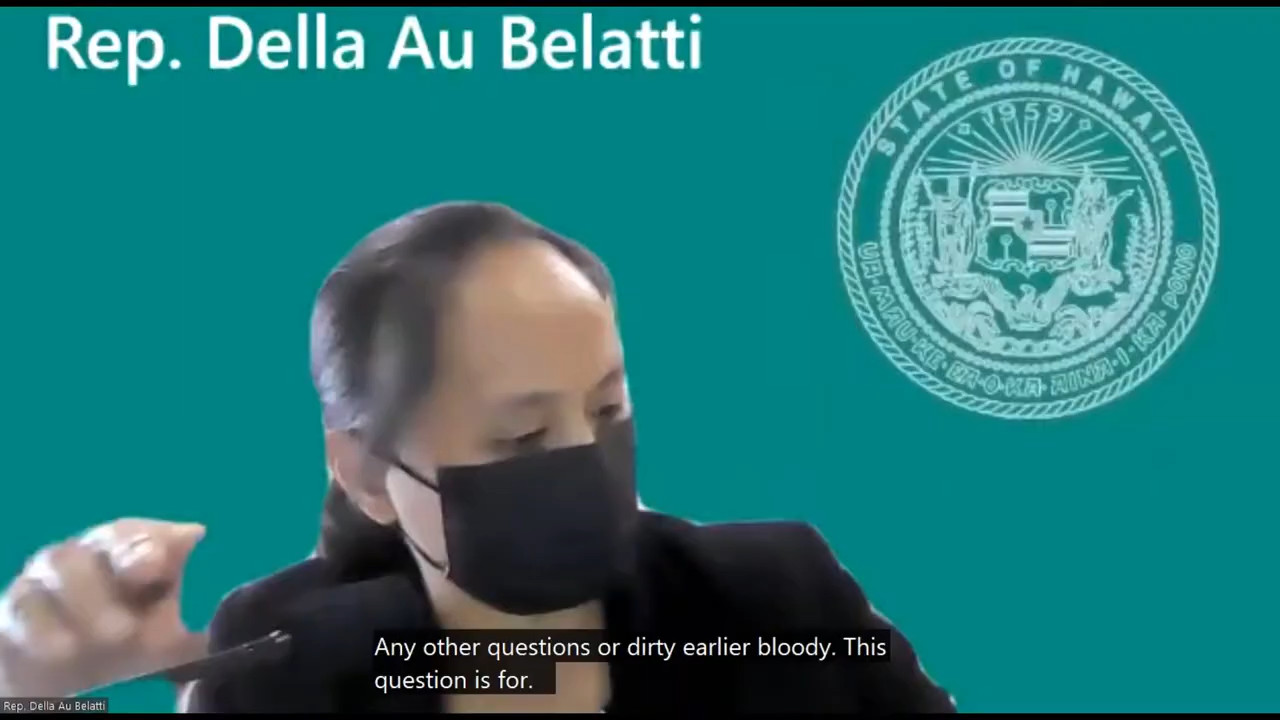 Rep. Della Au Belatti
STATE OF HAWAII
1959
UA·MAU·KE·EA·O·KA·AINA·I·KA·PONO
Any other questions or dirty earlier bloody. This
question is for.
Rep. Della Au Belatti